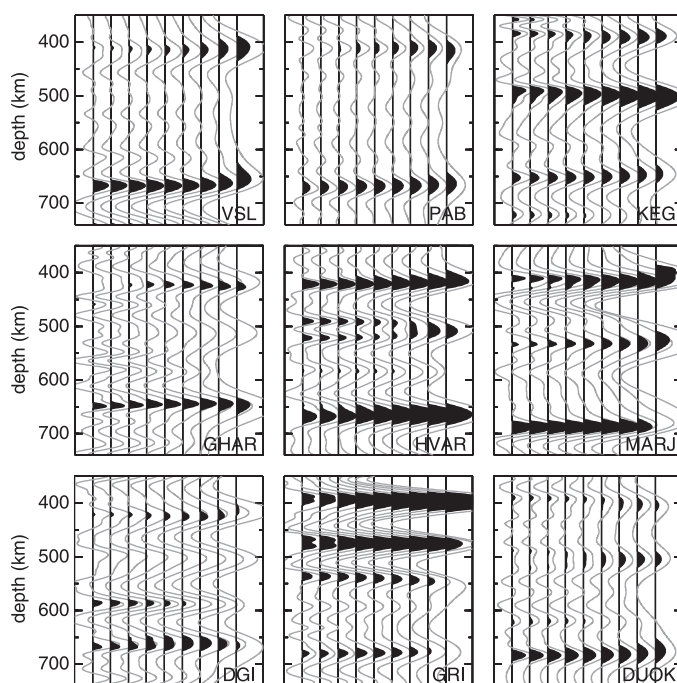 depth (km)
400
500
600
700
VSL
PAB
KEG
depth (km)
400
500
600
700
GHAR
HVAR
MARJ
depth (km)
400
500
600
700
DGI
GRI
DUOK